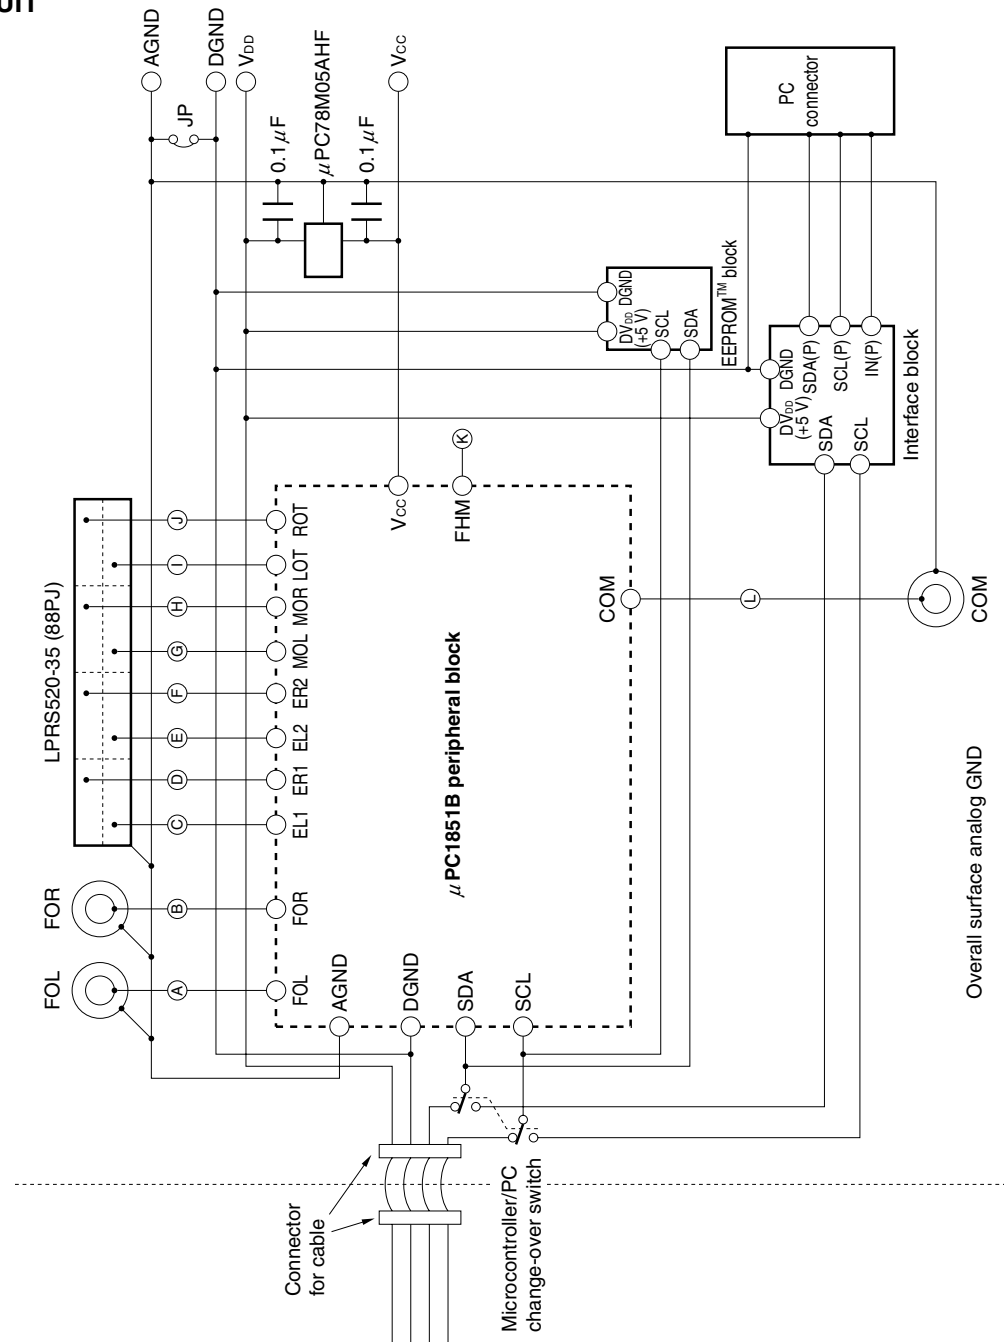 AGND
DGND
VDD
VCC
JP
0.1 μF
μPC78M05AHF
0.1 μF
PC
connector
LPRS520-35 (88PJ)
FOR
FOL
A
B
C
D
E
F
G
H
I
J
FOL
FOR
EL1
ER1
EL2
ER2
MOL
MOR
LOT
ROT
VCC
FHM
K
COM
L
COM
μPC1851B peripheral block
AGND
DGND
SDA
SCL
DGND
DVDD
(+5 V)
SCL
SDA
EEPROM™ block
DGND
DVDD
(+5 V)
SDA(P)
SCL(P)
IN(P)
SDA
SCL
Interface block
Connector
for cable
Microcontroller/PC
change-over switch
Overall surface analog GND